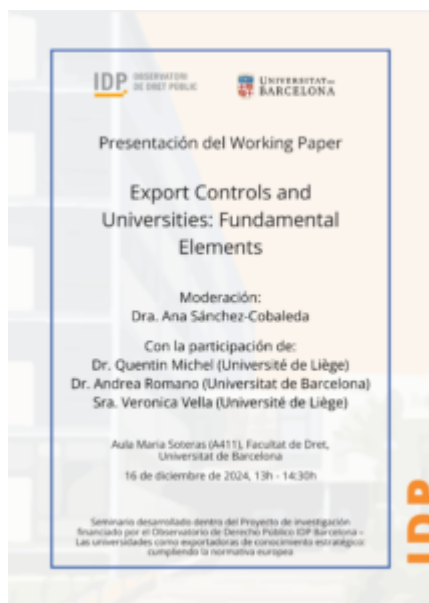 IDP OBSERVATORI
DE DRET PÚBLIC
UNIVERSITAT DE
BARCELONA
Presentación del Working Paper
Export Controls and
Universities: Fundamental
Elements
Moderación:
Dra. Ana Sánchez-Cobaleda
Con la participación de:
Dr. Quentin Michel (Université de Liège)
Dr. Andrea Romano (Universitat de Barcelona)
Sra. Veronica Vella (Université de Liège)
Aula Maria Soteras (A411), Facultat de Dret,
Universitat de Barcelona
16 de diciembre de 2024, 13h - 14:30h
Seminario desarrollado dentro del Proyecto de investigación
financiado por el Observatorio de Derecho Público IDP Barcelona –
Las universidades como exportadoras de conocimiento estratégico:
cumpliendo la normativa europea
IDP